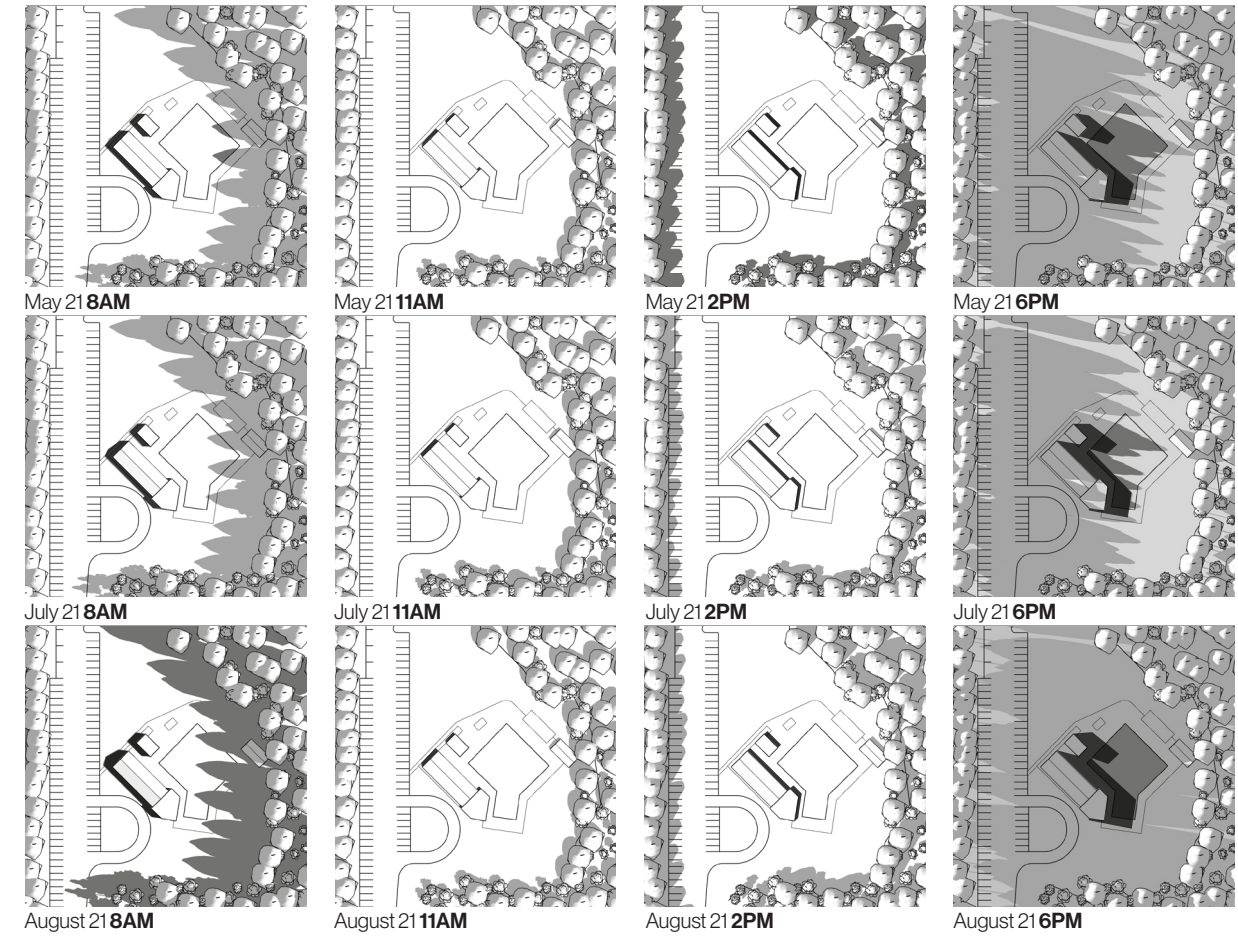 May 21 8AM
May 21 11AM
May 21 2PM
May 21 6PM
July 21 8AM
July 21 11AM
July 21 2PM
July 21 6PM
August 21 8AM
August 21 11AM
August 21 2PM
August 21 6PM